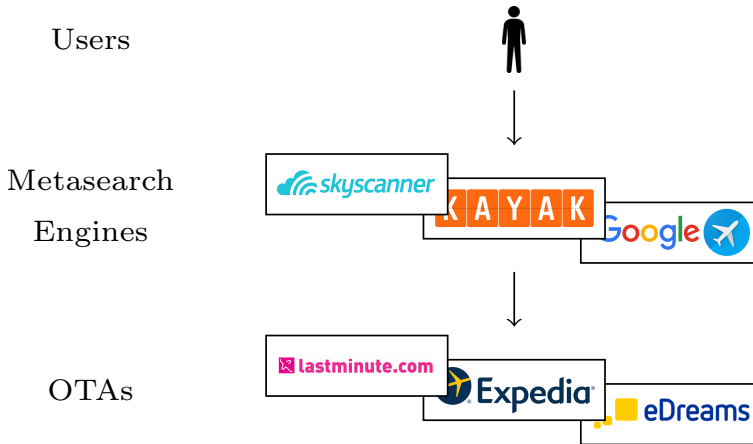 Users
Metasearch
Engines
skyscanner
KAYAK
Google
OTAs
lastminute.com
Expedia
eDreams